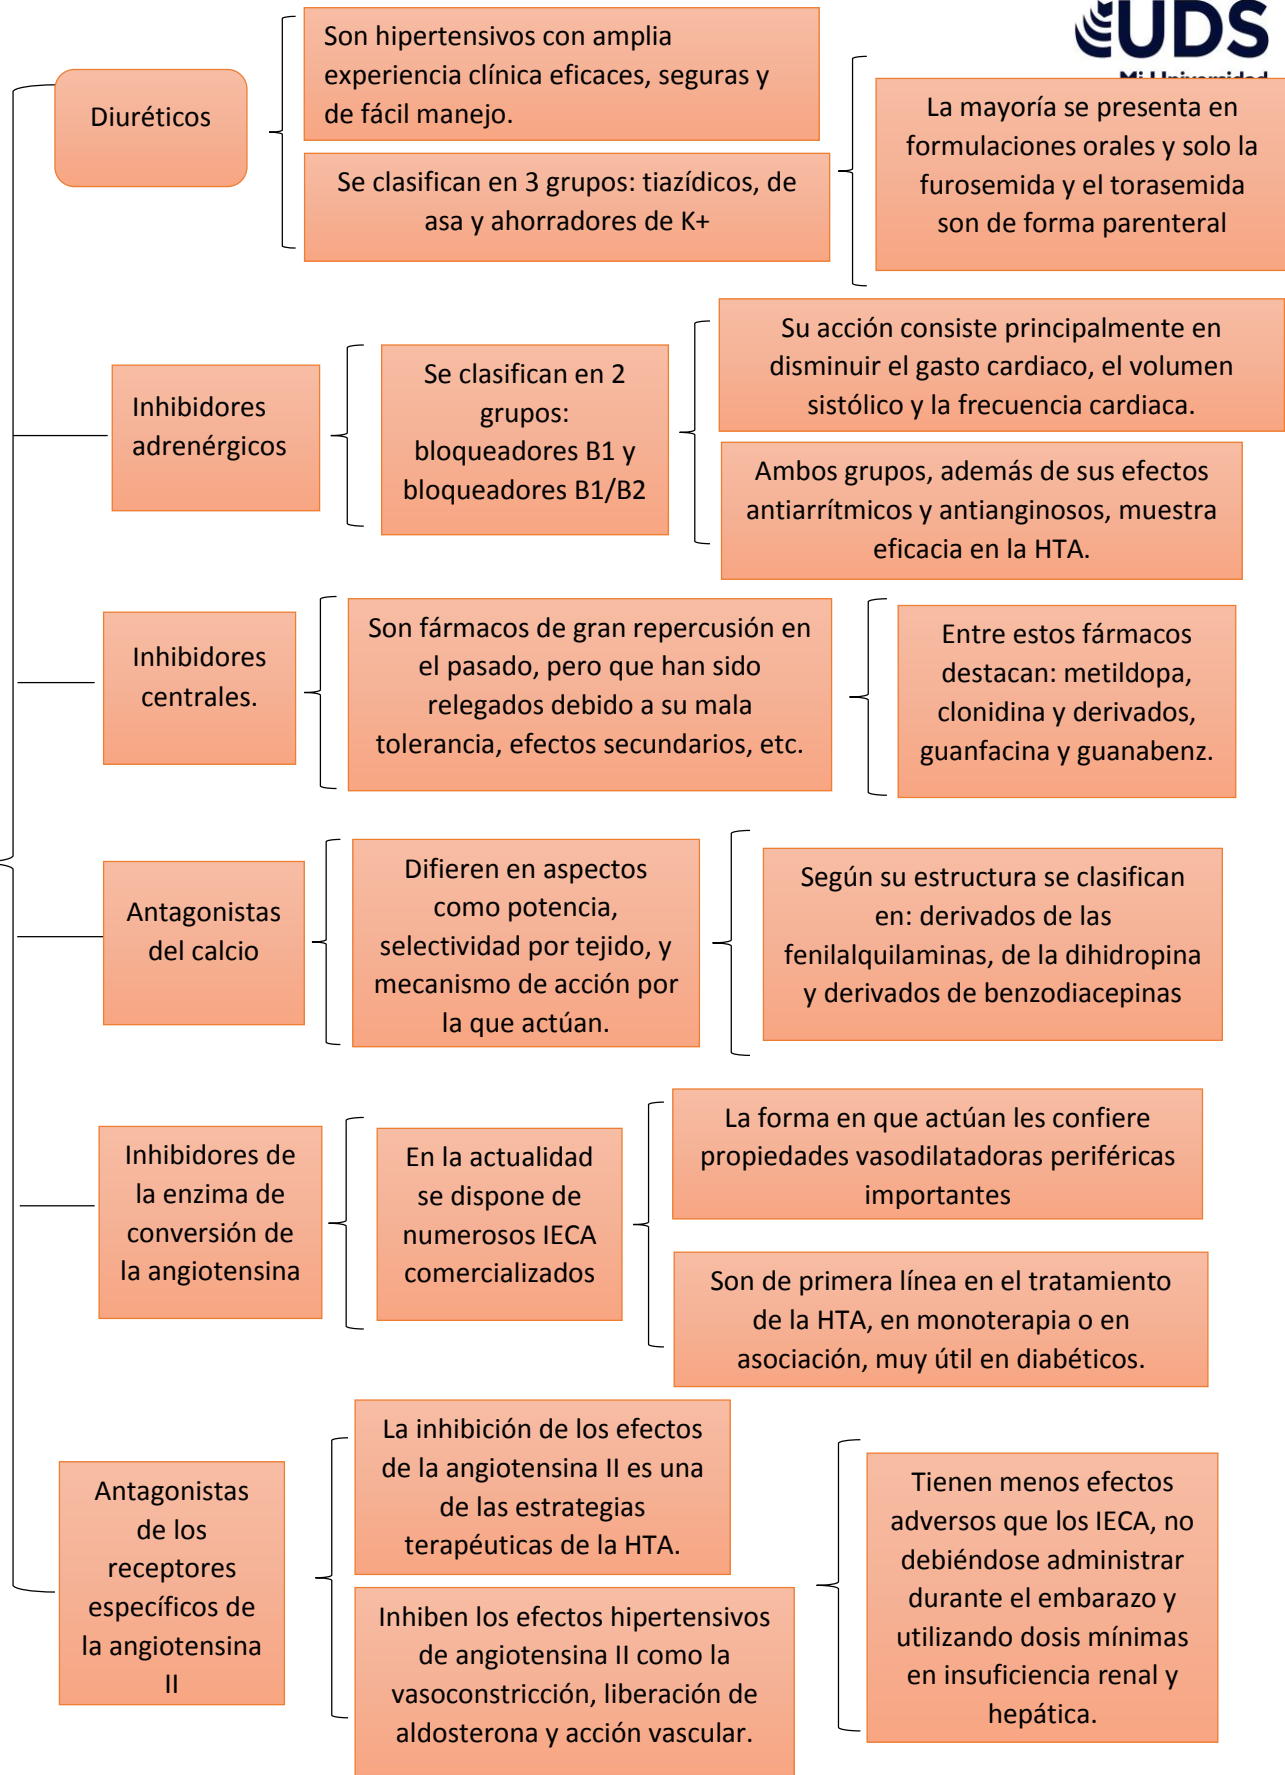 UDS
Mi Universidad
Diuréticos
Son hipertensivos con amplia
experiencia clínica eficaces, seguras y
de fácil manejo.
Se clasifican en 3 grupos: tiazídicos, de
asa y ahorradores de K+
La mayoría se presenta en
formulaciones orales y solo la
furosemida y el torasemida
son de forma parenteral
Inhibidores
adrenérgicos
Se clasifican en 2
grupos:
bloqueadores B1 y
bloqueadores B1/B2
Su acción consiste principalmente en
disminuir el gasto cardiaco, el volumen
sistólico y la frecuencia cardiaca.
Ambos grupos, además de sus efectos
antiarrítmicos y antianginosos, muestra
eficacia en la HTA.
Inhibidores
centrales.
Son fármacos de gran repercusión en
el pasado, pero que han sido
relegados debido a su mala
tolerancia, efectos secundarios, etc.
Entre estos fármacos
destacan: metildopa,
clonidina y derivados,
guanfacina y guanabenz.
Antagonistas
del calcio
Difieren en aspectos
como potencia,
selectividad por tejido, y
mecanismo de acción por
la que actúan.
Según su estructura se clasifican
en: derivados de las
fenilalquilaminas, de la dihidropina
y derivados de benzodiacepinas
Inhibidores de
la enzima de
conversión de
la angiotensina
En la actualidad
se dispone de
numerosos IECA
comercializados
La forma en que actúan les confiere
propiedades vasodilatadoras periféricas
importantes
Son de primera línea en el tratamiento
de la HTA, en monoterapia o en
asociación, muy útil en diabéticos.
Antagonistas
de los
receptores
específicos de
la angiotensina
II
La inhibición de los efectos
de la angiotensina II es una
de las estrategias
terapéuticas de la HTA.
Inhiben los efectos hipertensivos
de angiotensina II como la
vasoconstricción, liberación de
aldosterona y acción vascular.
Tienen menos efectos
adversos que los IECA, no
debiéndose administrar
durante el embarazo y
utilizando dosis mínimas
en insuficiencia renal y
hepática.